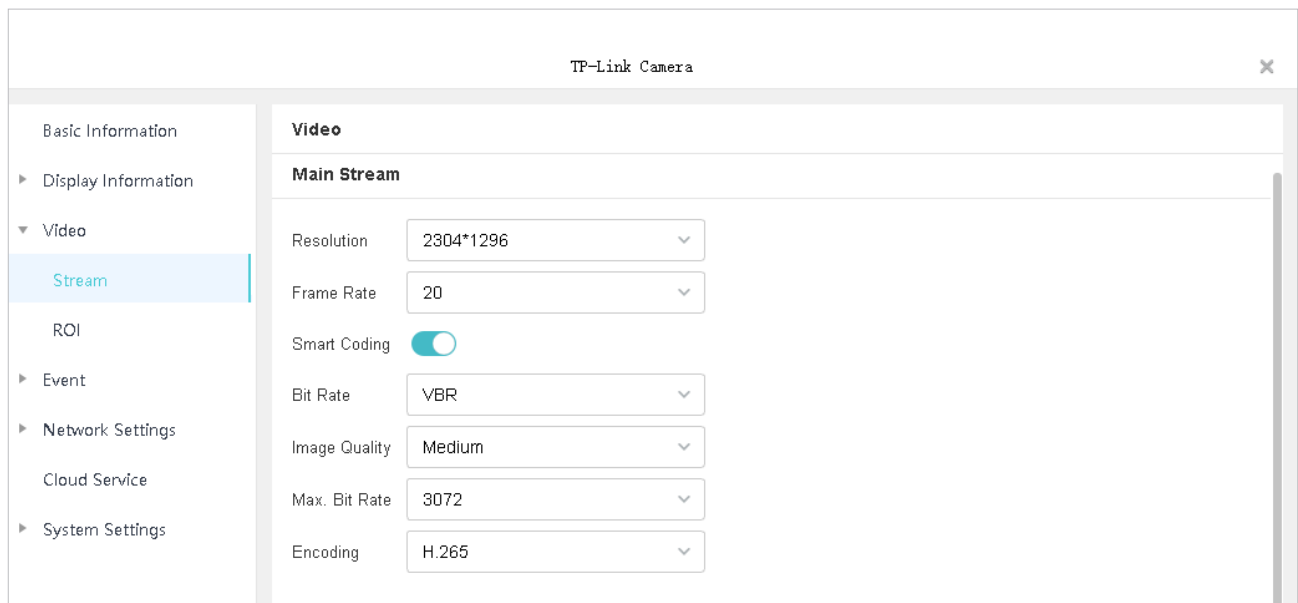 TP-Link Camera
Basic Information
Display Information
Video
Stream
ROI
Event
Network Settings
Cloud Service
System Settings
Video
Main Stream
Resolution 2304*1296
Frame Rate 20
Smart Coding
Bit Rate VBR
Image Quality Medium
Max. Bit Rate 3072
Encoding H.265